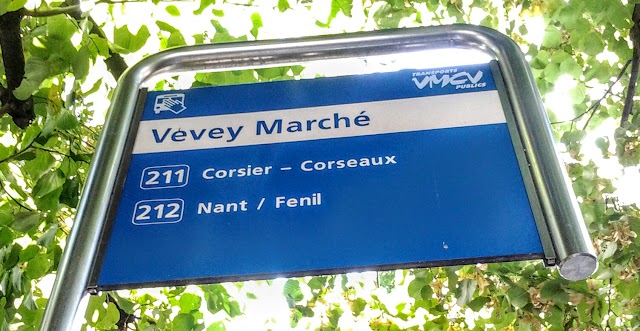 TRANSPORTS
VMCV
PUBLICS
Vevey Marché
211 Corsier – Corseaux
212 Nant / Fenil